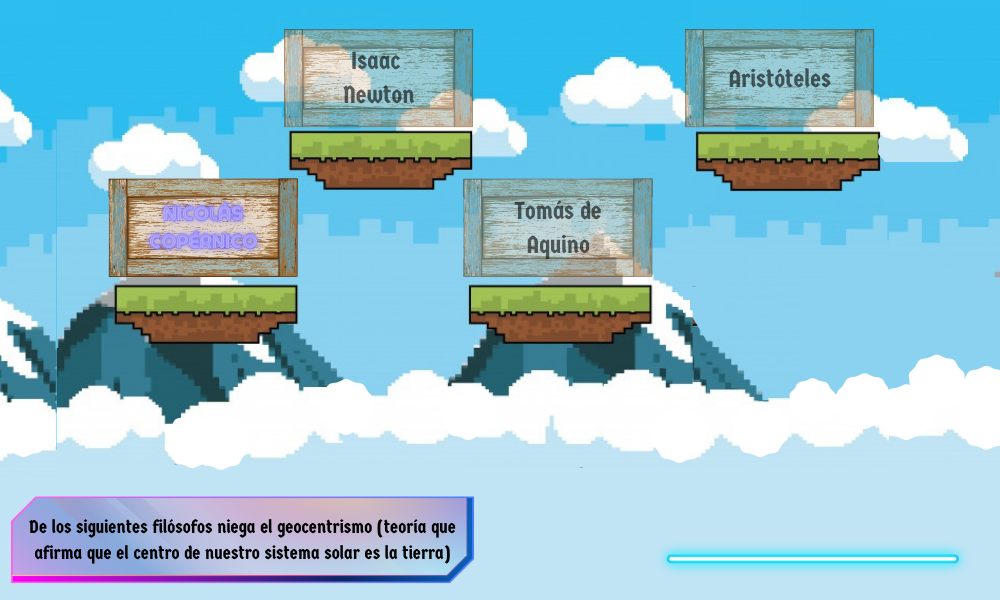 Isaac
Newton
Aristóteles
NICOLÁS
COPÉRNICO
Tomás de
Aquino
De los siguientes filósofos niega el geocentrismo (teoría que
afirma que el centro de nuestro sistema solar es la tierra)